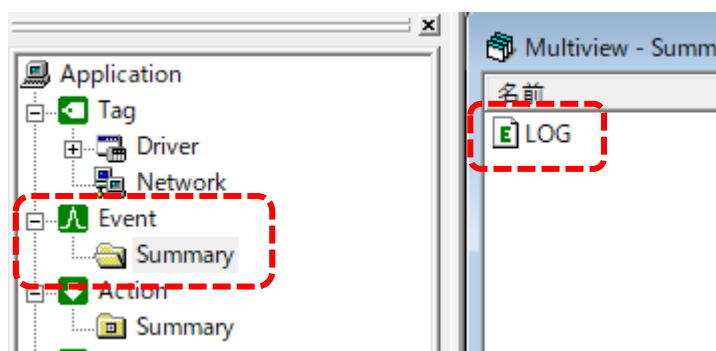 Application
Tag
Driver
Network
Event
Summary
Action
Summary
Multiview - Summ
名前
E LOG